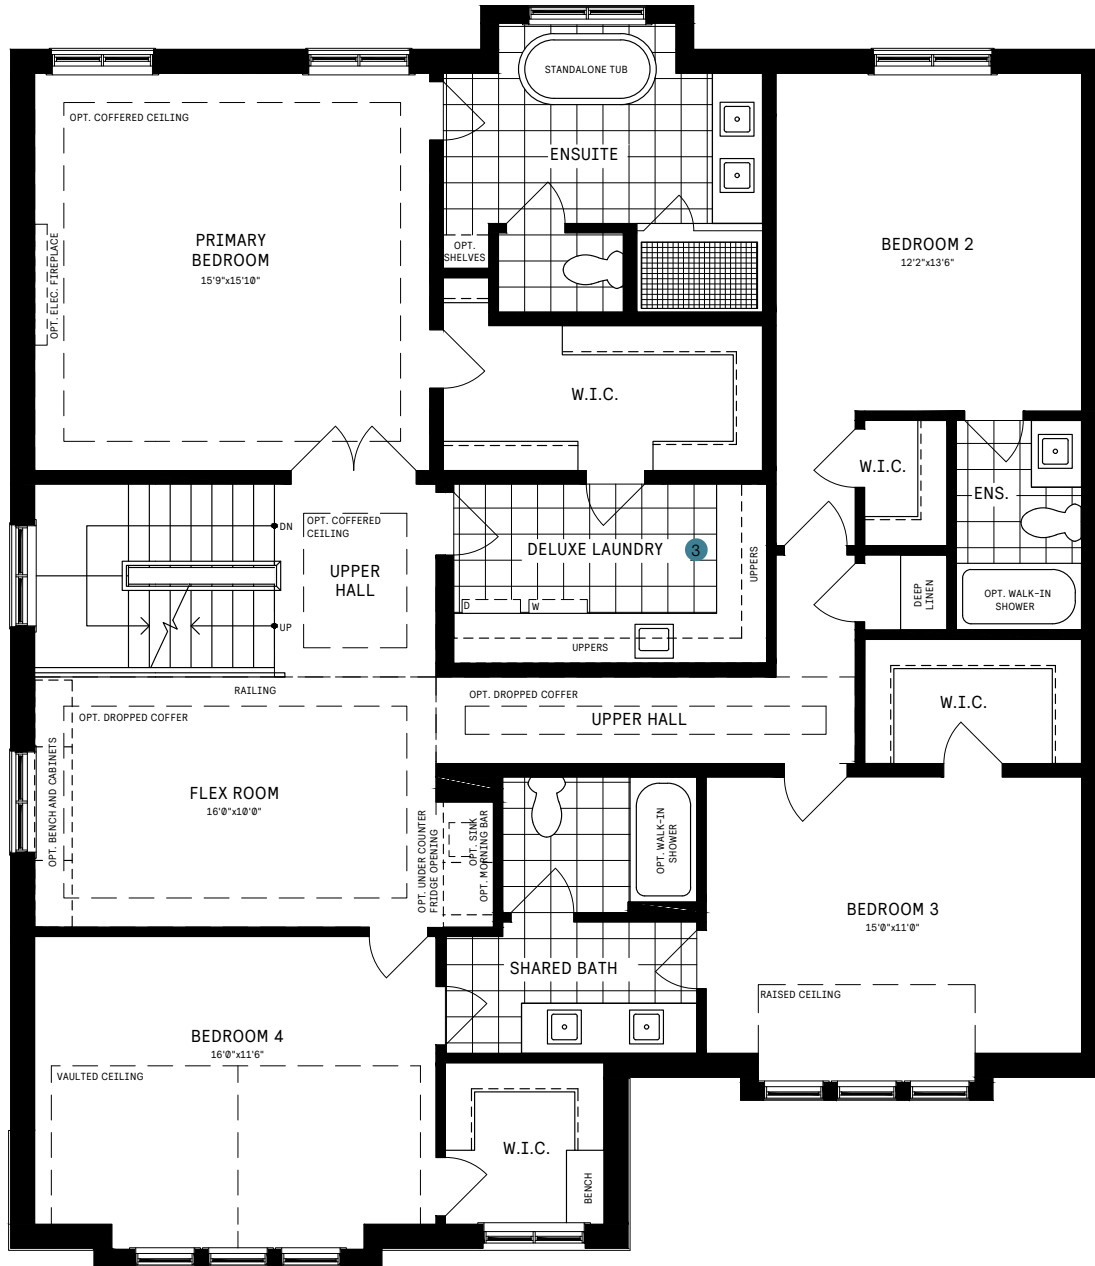 STANDALONE TUB
OPT. COFFERED CEILING
ENSUITE
PRIMARY
BEDROOM
15'9"x15'10"
OPT. ELEC. FIREPLACE
OPT.
SHELVES
BEDROOM 2
12'2"x13'6"
W.I.C.
W.I.C.
ENS.
OPT. COFFERED
CEILING
DN
UPPER
HALL
UP
DELUXE LAUNDRY
3
UPPERS
D
W
UPPERS
DEEP
LINEN
OPT. WALK-IN
SHOWER
RAILING
OPT. DROPPED COFFER
UPPER HALL
W.I.C.
OPT. DROPPED COFFER
FLEX ROOM
16'0"x10'0"
OPT. BENCH AND CABINETS
OPT. UNDER COUNTER
FRIDGE OPENING
OPT. SINK
OPT. MORNING BAR
OPT. WALK-IN
SHOWER
BEDROOM 3
15'0"x11'0"
SHARED BATH
RAISED CEILING
BEDROOM 4
16'0"x11'6"
VAULTED CEILING
W.I.C.
BENCH